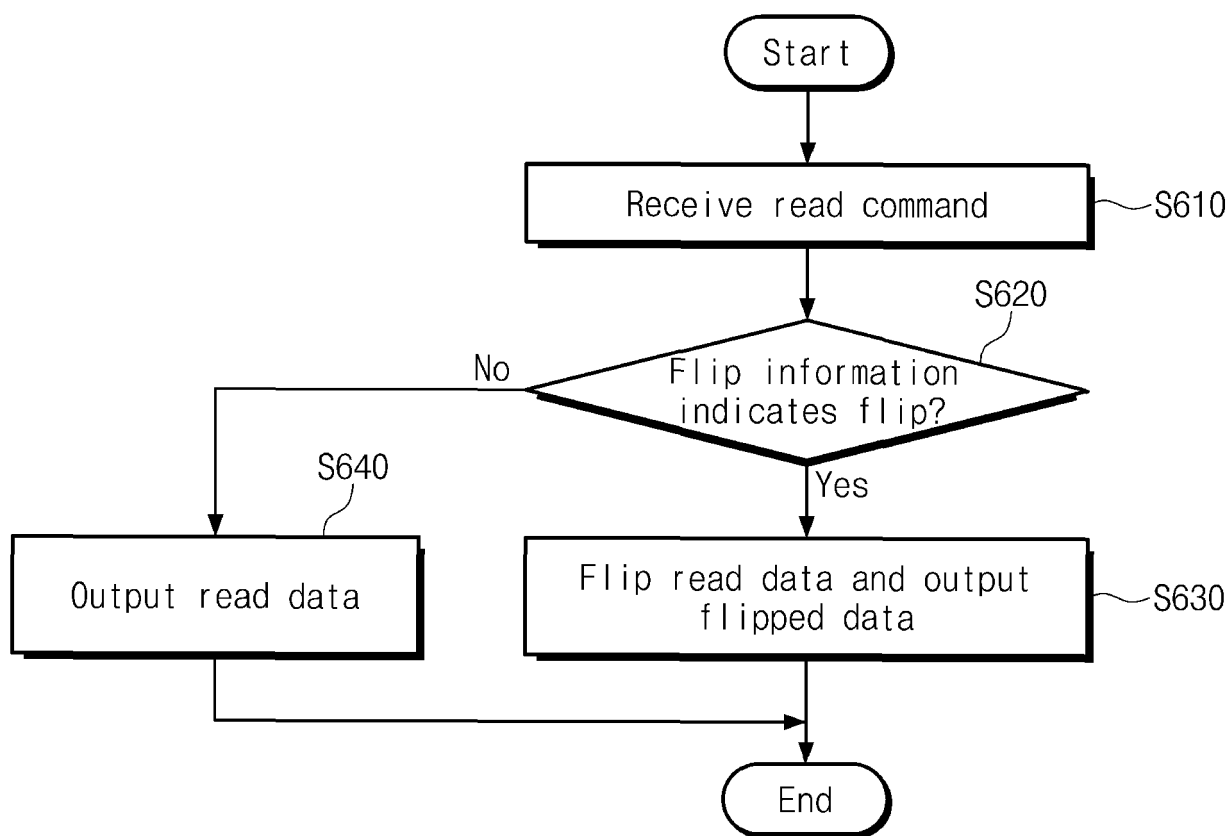 Start
Receive read command
S610
S620
Flip information
indicates flip?
No
Yes
S640
Output read data
Flip read data and output
flipped data
S630
End